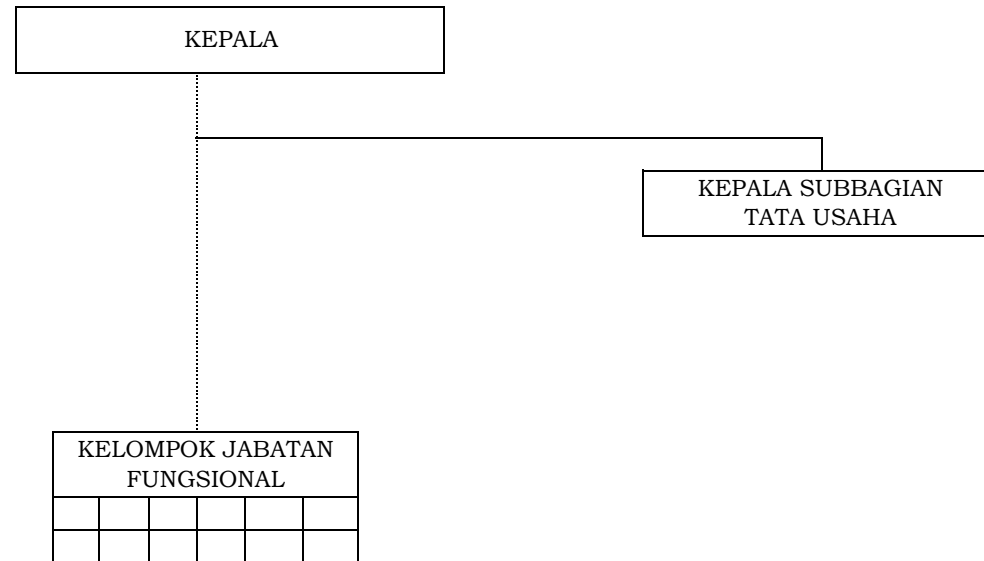 KEPALA
KEPALA SUBBAGIAN
TATA USAHA
KELOMPOK JABATAN
FUNGSIONAL